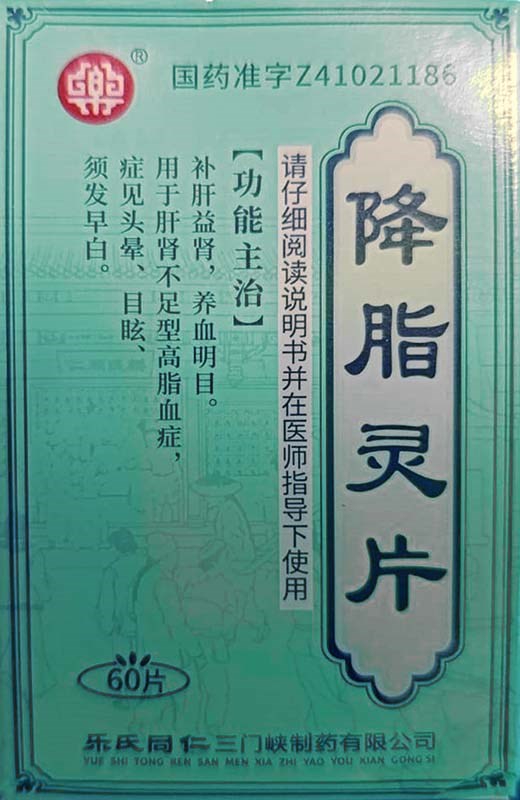 樂
®
国药准字Z41021186
降脂灵片
请仔细阅读说明书并在医师指导下使用
【功能主治】
补肝益肾，养血明目。
用于肝肾不足型高脂血症，
症见头晕、目眩、
须发早白。
60片
乐氏同仁三门峡制药有限公司
YUE SHI TONG REN SAN MEN XIA ZHI YAO YOU XIAN GONG SI